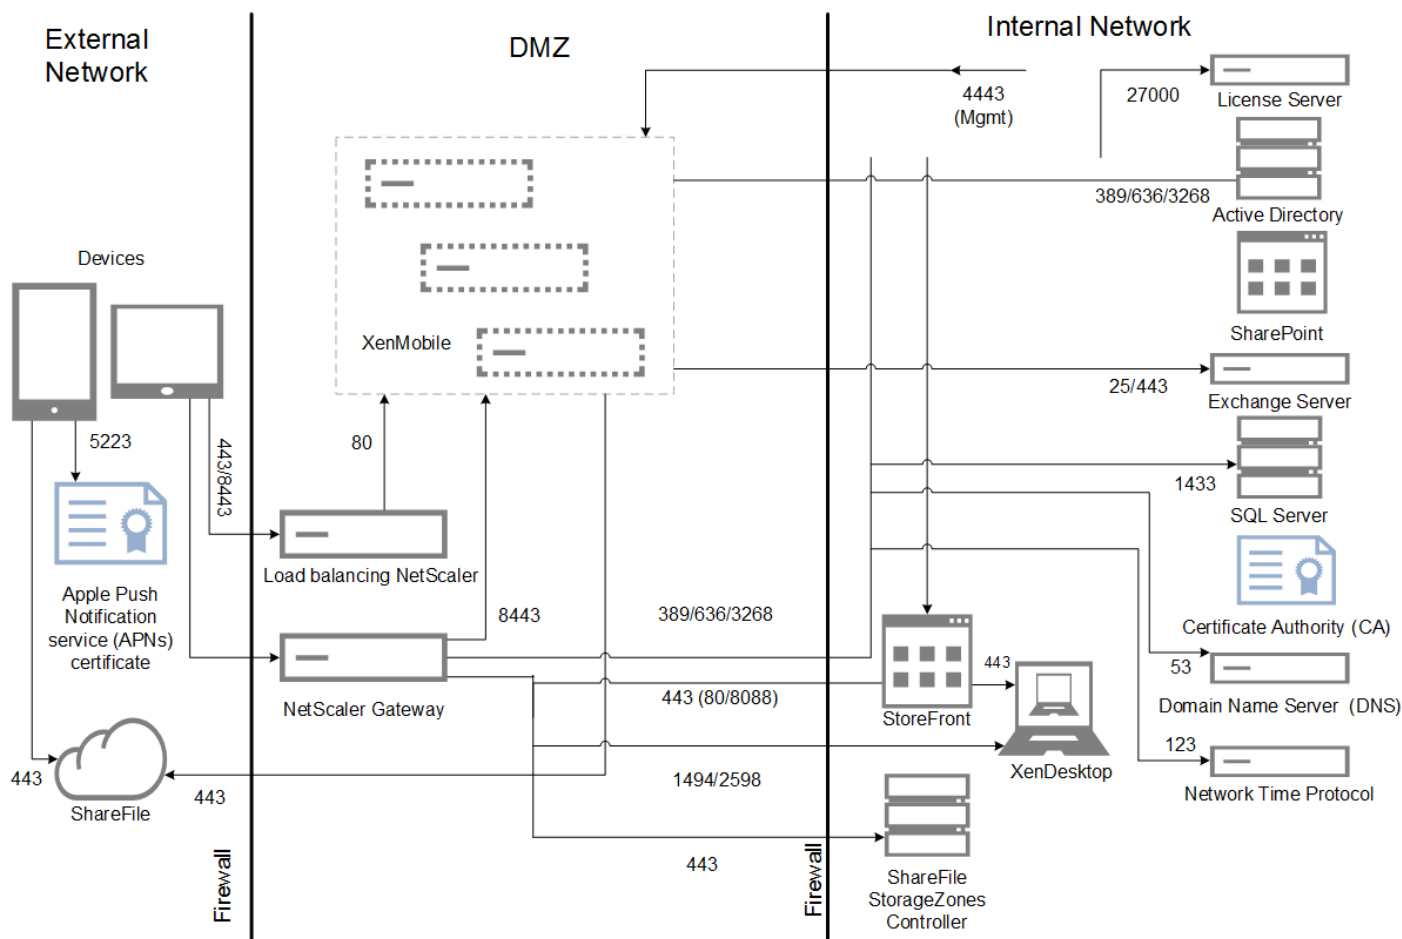 External
Network
DMZ
Internal Network
4443
(Mgmt)
27000
License Server
389/636/3268
Active Directory
Devices
XenMobile
SharePoint
25/443
Exchange Server
5223
443/8443
80
1433
SQL Server
Load balancing NetScaler
Apple Push
Notification
service (APNs)
certificate
8443
389/636/3268
Certificate Authority (CA)
443
53
NetScaler Gateway
443 (80/8088)
StoreFront
Domain Name Server (DNS)
123
XenDesktop
443
443
1494/2598
Network Time Protocol
ShareFile
Firewall
443
Firewall
ShareFile
StorageZones
Controller